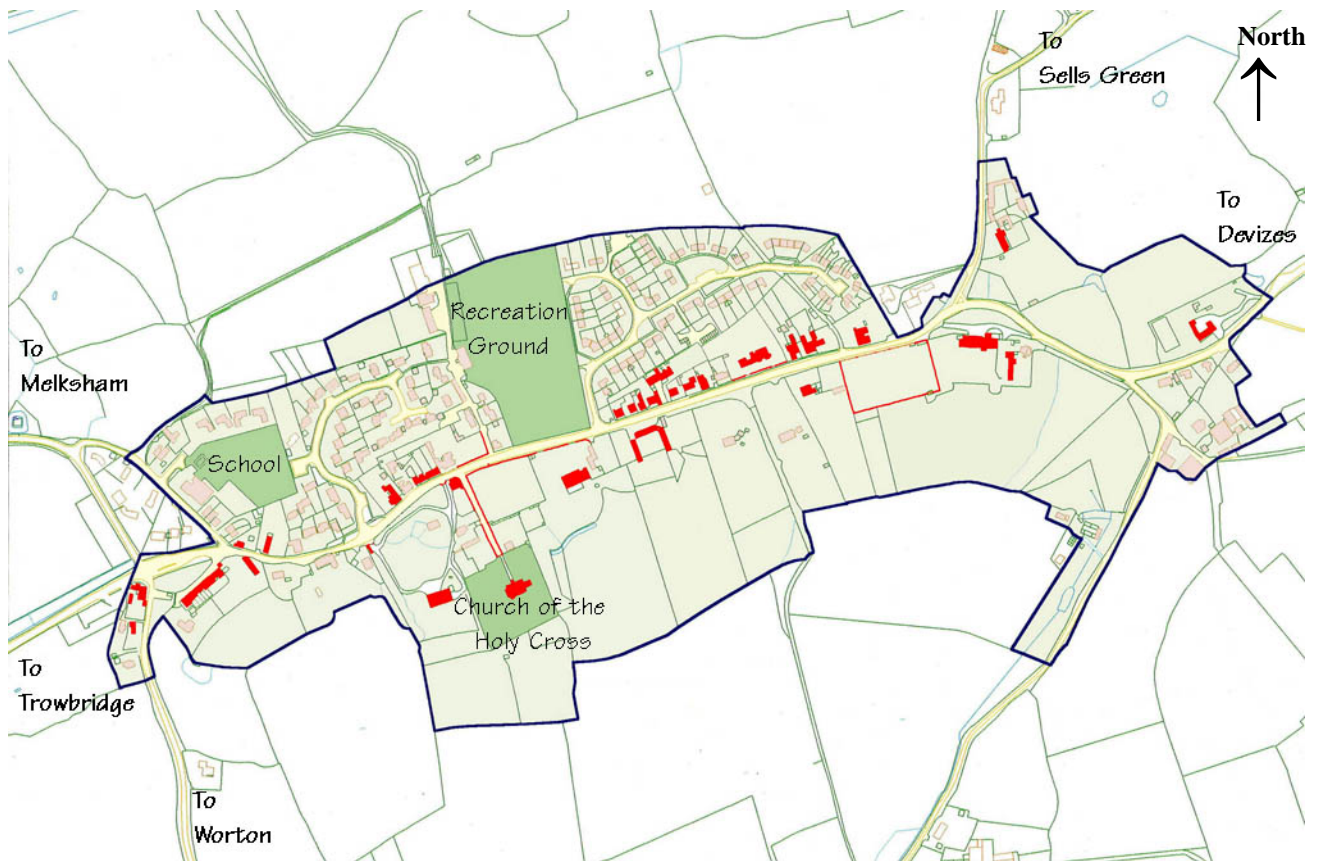 To
Sells Green
North
To
Devizes
Recreation
Ground
To
Melksham
School
Church of the
Holy Cross
To
Trowbridge
To
Worton